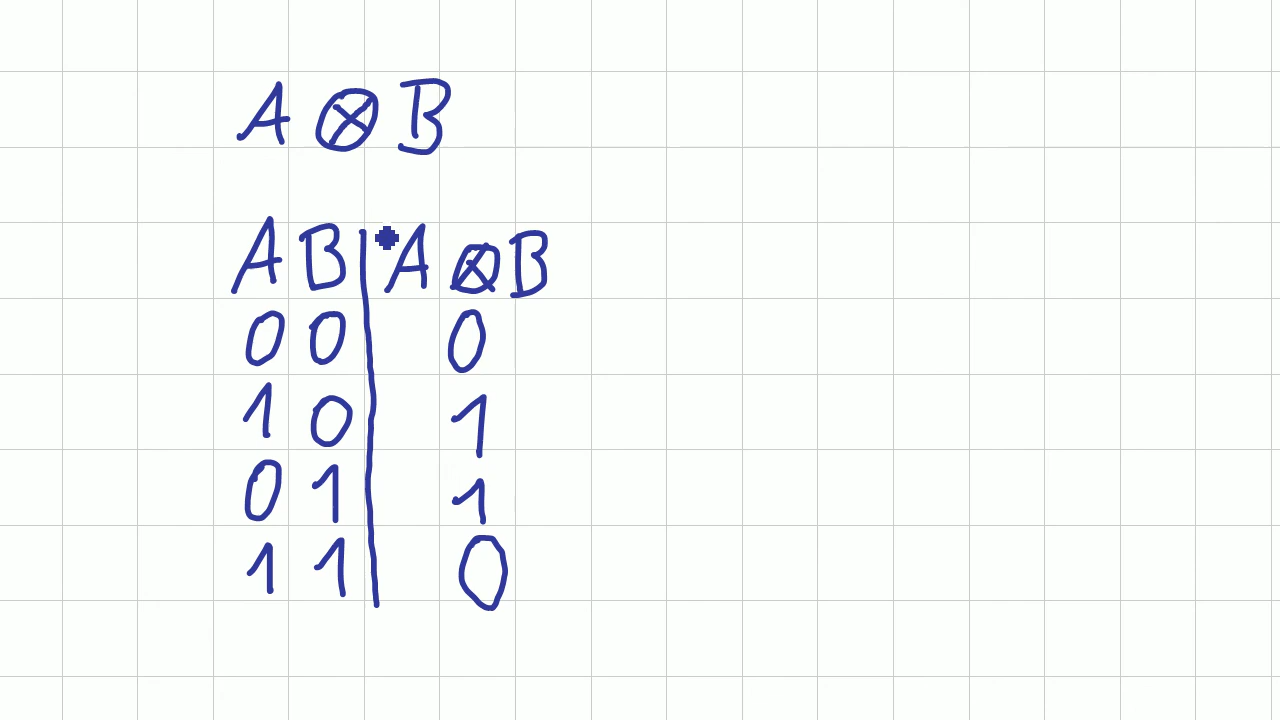 A ⊗ B
A B | A ⊗ B
0 0 | 0
1 0 | 1
0 1 | 1
1 1 | 0